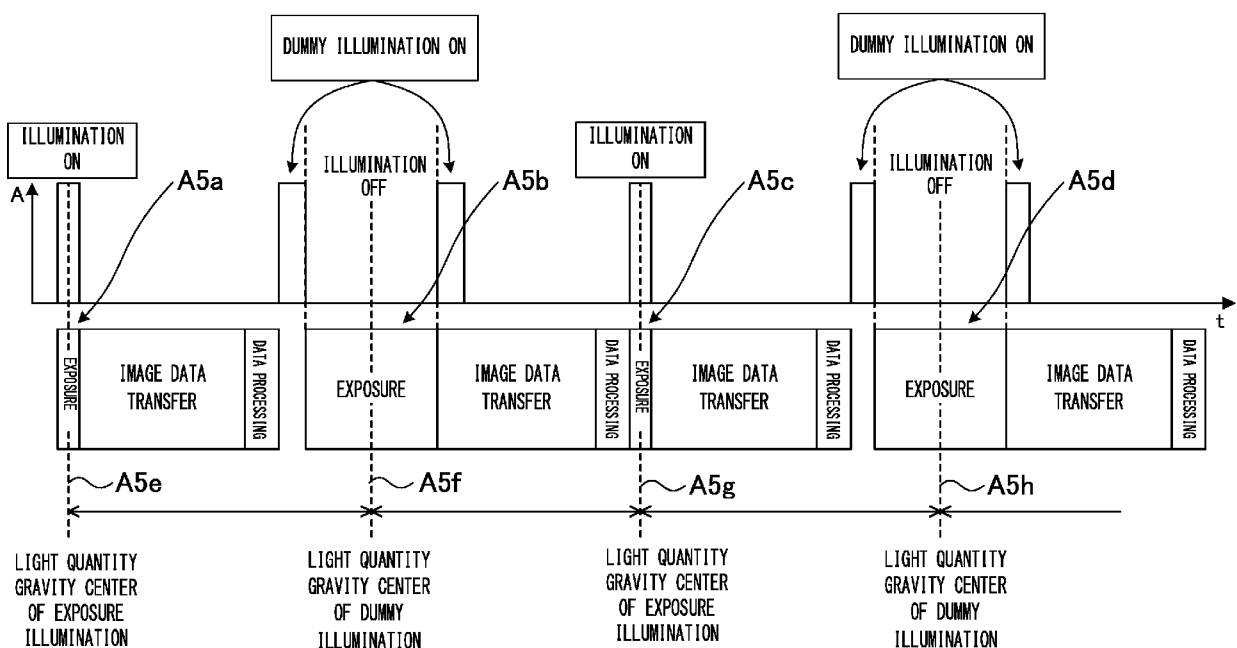 DUMMY ILLUMINATION ON
DUMMY ILLUMINATION ON
ILLUMINATION
ON
ILLUMINATION
OFF
ILLUMINATION
ON
ILLUMINATION
OFF
A
A5a
A5b
A5c
A5d
t
EXPOSURE
IMAGE DATA
TRANSFER
DATA PROCESSING
EXPOSURE
IMAGE DATA
TRANSFER
DATA PROCESSING
EXPOSURE
IMAGE DATA
TRANSFER
DATA PROCESSING
EXPOSURE
IMAGE DATA
TRANSFER
DATA PROCESSING
A5e
A5f
A5g
A5h
LIGHT QUANTITY
GRAVITY CENTER
OF EXPOSURE
ILLUMINATION
LIGHT QUANTITY
GRAVITY CENTER
OF DUMMY
ILLUMINATION
LIGHT QUANTITY
GRAVITY CENTER
OF EXPOSURE
ILLUMINATION
LIGHT QUANTITY
GRAVITY CENTER
OF DUMMY
ILLUMINATION